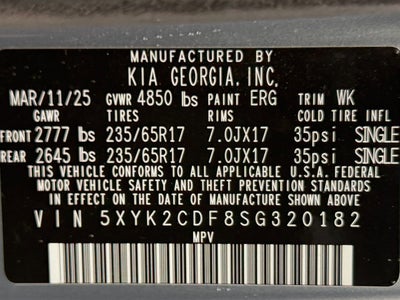 MANUFACTURED BY
KIA GEORGIA, INC.
MAR/11/25 GVWR 4850 lbs PAINT ERG TRIM WK
GAWR TIRES RIMS COLD TIRE INFL
FRONT 2777 lbs 235/65R17 7.0JX17 35psi SINGLE
REAR 2645 lbs 235/65R17 7.0JX17 35psi SINGLE
THIS VEHICLE CONFORMS TO ALL APPLICABLE U.S.A. FEDERAL
MOTOR VEHICLE SAFETY STANDARDS IN EFFECT ON THE
DATE OF MANUFACTURE SHOWN ABOVE.
VIN 5XYK2CDF8SG320182
MPV